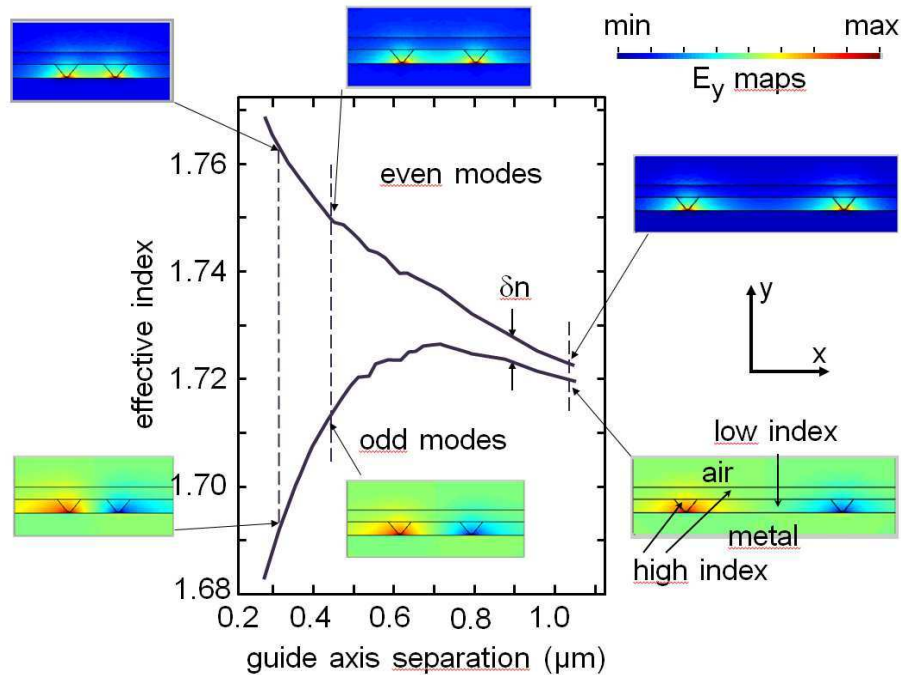 min max
E_y maps
1.76
1.74
1.72
1.70
1.68
effective index
even modes
δn
odd modes
y
x
low index
air
metal
high index
0.2 0.4 0.6 0.8 1.0
guide axis separation (µm)